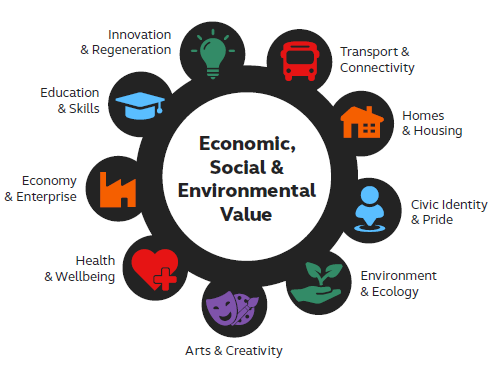 Innovation
& Regeneration
Transport &
Connectivity
Education
& Skills
Homes
& Housing
Economic,
Social &
Environmental
Value
Economy
& Enterprise
Civic Identity
& Pride
Health
& Wellbeing
Environment
& Ecology
Arts & Creativity